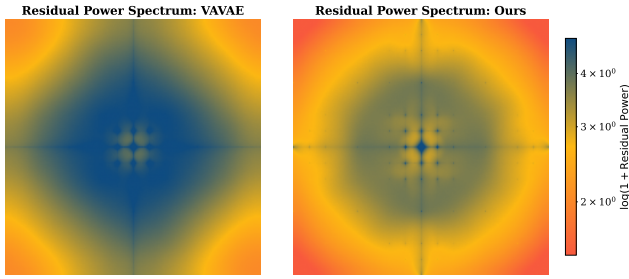 Residual Power Spectrum: VAVAE
Residual Power Spectrum: Ours
4 × 10⁰
3 × 10⁰
2 × 10⁰
log(1 + Residual Power)